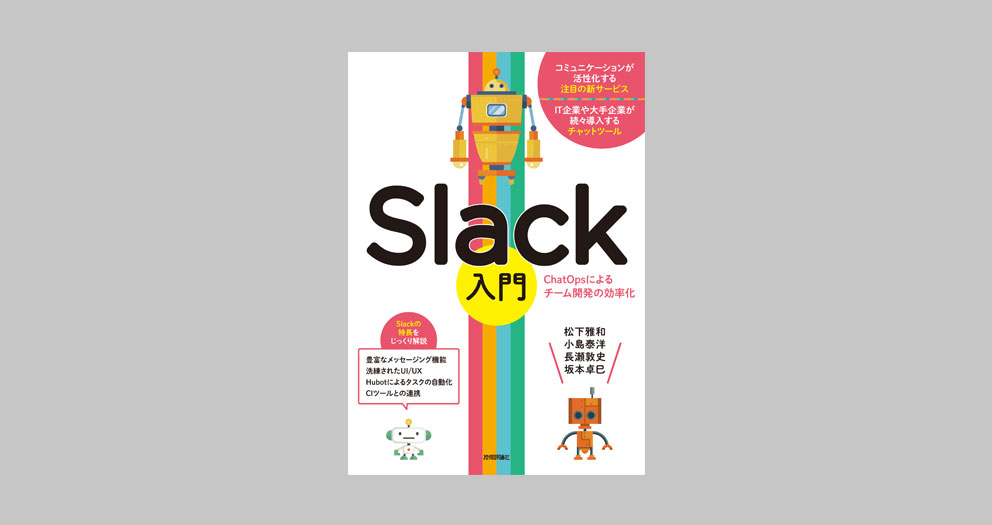 コミュニケーションが
活性化する
注目の新サービス
IT企業や大手企業が
続々導入する
チャットツール
Slack
入門
ChatOpsによる
チーム開発の効率化
Slackの
特長を
じっくり解説
豊富なメッセージング機能
洗練されたUI/UX
Hubotによるタスクの自動化
CIツールとの連携
松下雅和
小島泰洋
長瀬敦史
坂本卓巳
技術評論社